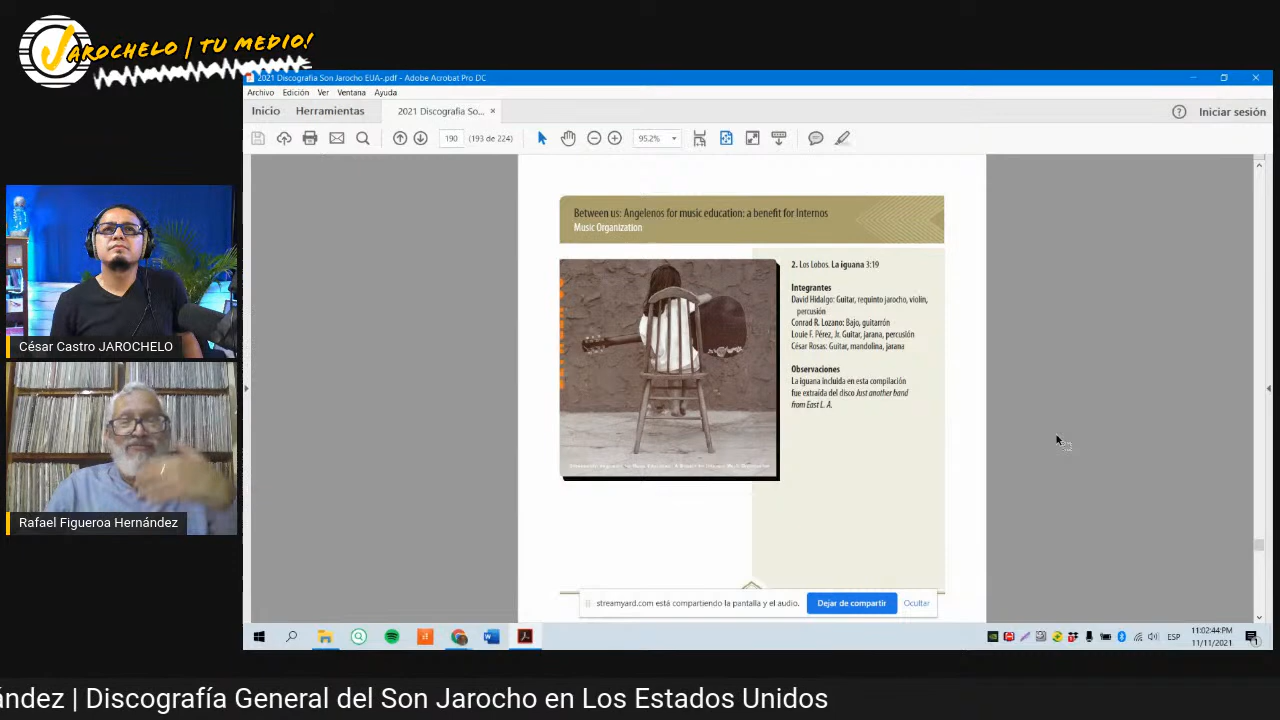 JAROCHELO | TU MEDIO!
2021 Discografia Son Jarocho EUA-.pdf - Adobe Acrobat Pro DC
Archivo Edición Ver Ventana Ayuda
Inicio Herramientas 2021 Discografia So... × Iniciar sesión
190 (193 de 224) 95.2%
Between us: Angelenos for music education: a benefit for Internos
Music Organization
2. Los Lobos. La iguana 3:19
Integrantes
David Hidalgo: Guitar, requinto jarocho, violín,
percusión
Conrad R. Lozano: Bajo, guitarrón
Louie F. Pérez, Jr. Guitar, jarana, percusión
César Rosas: Guitar, mandolina, jarana
Observaciones
La iguana incluida en esta compilación
fue extraída del disco Just another band
from East L. A.
César Castro JAROCHELO
Rafael Figueroa Hernández
streamyard.com está compartiendo la pantalla y el audio. Dejar de compartir Ocultar
ESP 11:02:44 PM
11/11/2021
ández | Discografía General del Son Jarocho en Los Estados Unidos